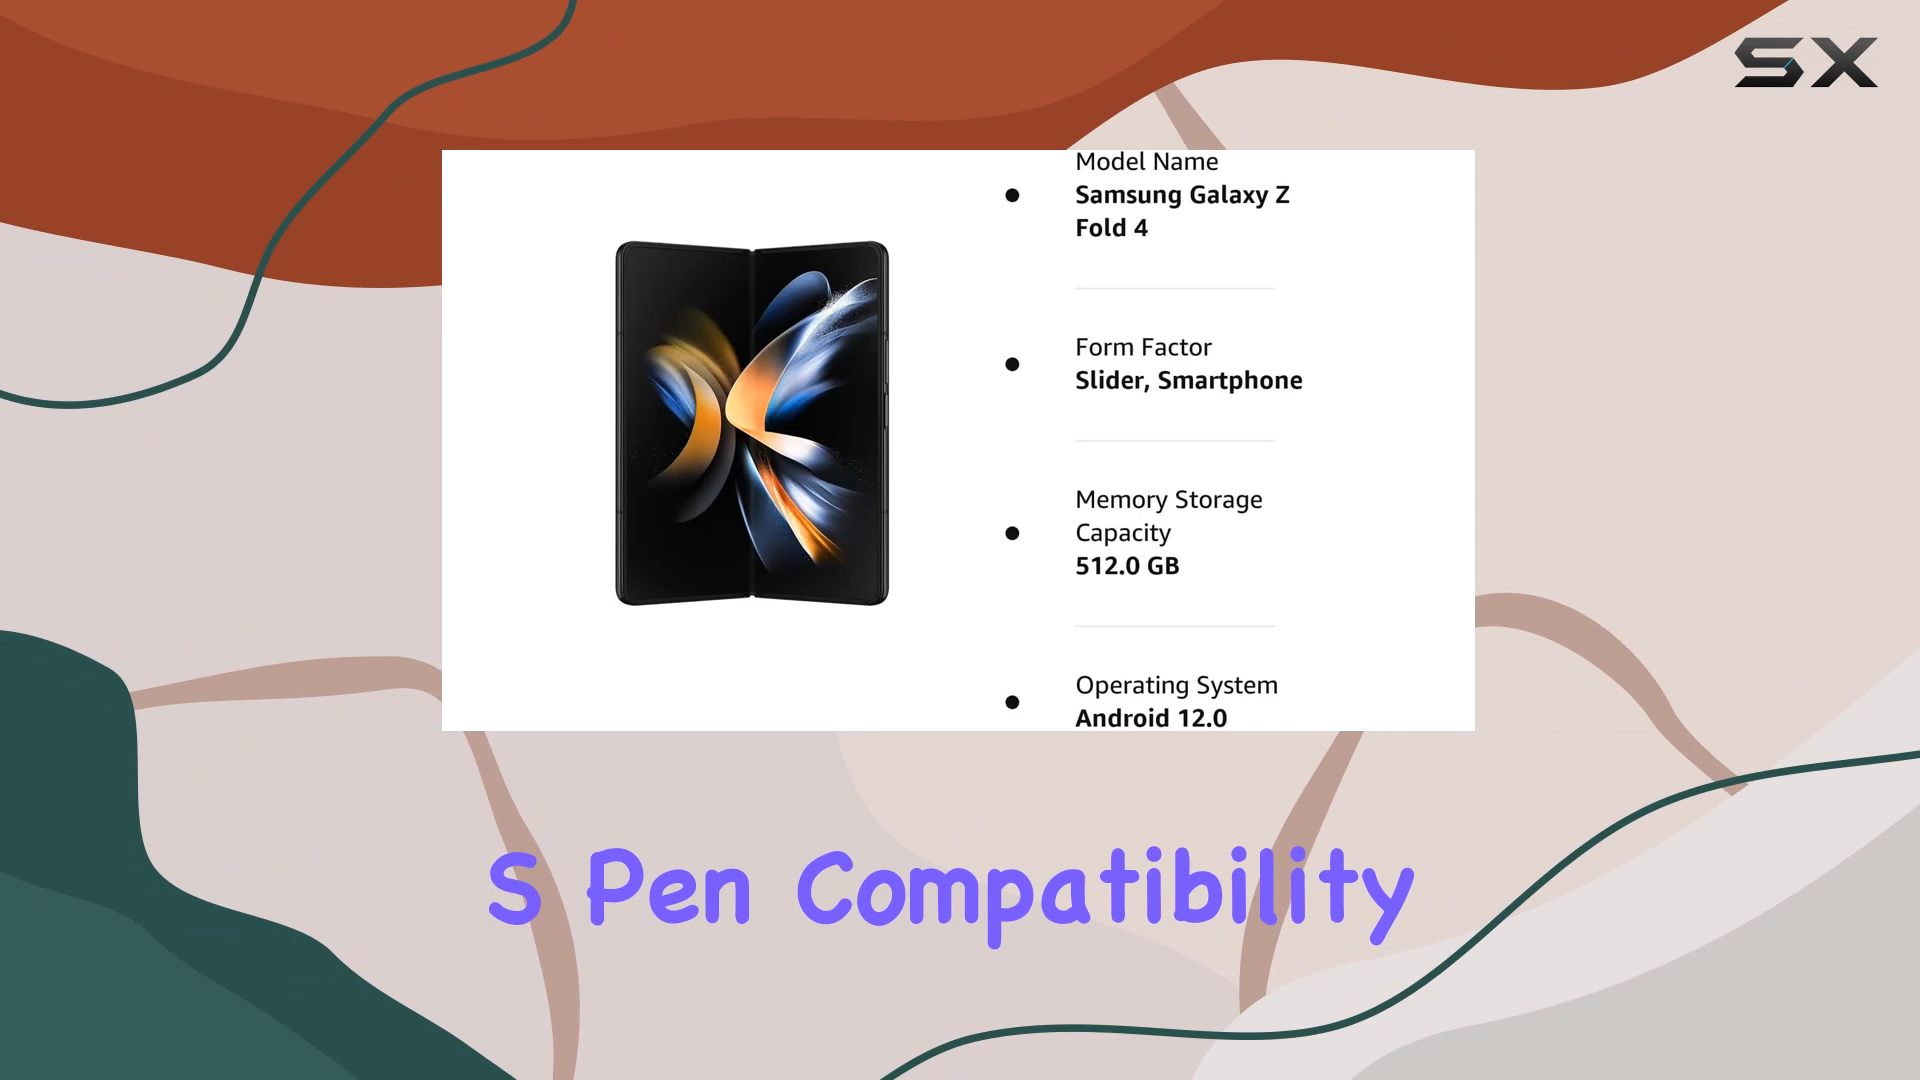 SX
Model Name
Samsung Galaxy Z
Fold 4
Form Factor
Slider, Smartphone
Memory Storage
Capacity
512.0 GB
Operating System
Android 12.0
S Pen Compatibility